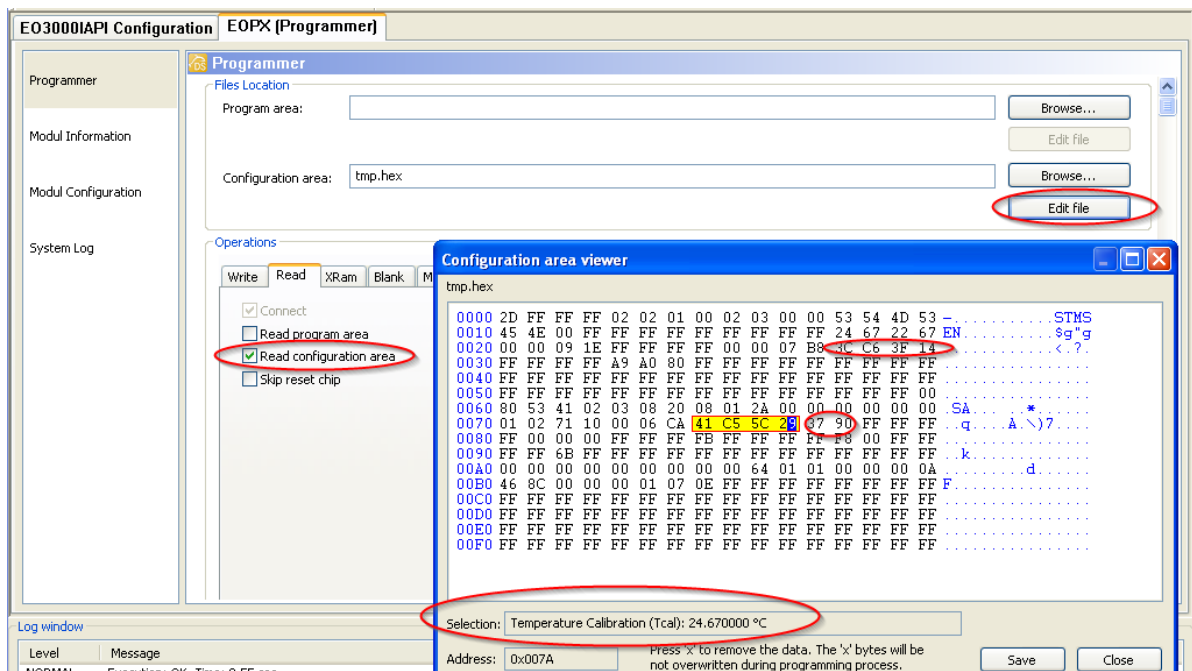 EO3000IAPI Configuration EOPX (Programmer)
Programmer
Programmer
Files Location
Program area: Browse...
Edit file
Modul Information
Configuration area: tmp.hex Browse...
Edit file
Modul Configuration
System Log
Operations
Write Read XRam Blank M
Connect
Read program area
Read configuration area
Skip reset chip
Configuration area viewer
tmp.hex
0000 2D FF FF FF 02 02 01 00 02 03 00 00 53 54 4D 53 -...........STMS
0010 45 4E 00 FF FF FF FF FF FF FF FF FF 24 67 22 67 EN..........$g"g
0020 00 00 09 1E FF FF FF FF 00 00 07 B8 3C C6 3F 14 ............<.?.
0030 FF FF FF FF A9 A0 80 FF FF FF FF FF FF FF FF FF ................
0040 FF FF FF FF FF FF FF FF FF FF FF FF FF FF FF FF ................
0050 FF FF FF FF FF FF FF FF FF FF FF FF FF FF FF 00 ................
0060 80 53 41 02 03 08 20 08 01 2A 00 00 00 00 00 00 .SA... ..*......
0070 01 02 71 10 00 06 CA 41 C5 5C 29 37 90 FF FF FF ..q....A.\)7....
0080 FF 00 00 00 FF FF FF FB FF FF FF FF F8 00 FF FF ................
0090 FF FF 6B FF FF FF FF FF FF FF FF FF FF FF FF FF ..k.............
00A0 00 00 00 00 00 00 00 00 00 64 01 01 00 00 00 0A .........d......
00B0 46 8C 00 00 00 01 07 0E FF FF FF FF FF FF FF FF F...............
00C0 FF FF FF FF FF FF FF FF FF FF FF FF FF FF FF FF ................
00D0 FF FF FF FF FF FF FF FF FF FF FF FF FF FF FF FF ................
00E0 FF FF FF FF FF FF FF FF FF FF FF FF FF FF FF FF ................
00F0 FF FF FF FF FF FF FF FF FF FF FF FF FF FF FF FF ................
Selection: Temperature Calibration (Tcal): 24.670000 °C
Address: 0x007A
Press 'x' to remove the data. The 'x' bytes will be
not overwritten during programming process.
Save Close
Log window
Level Message